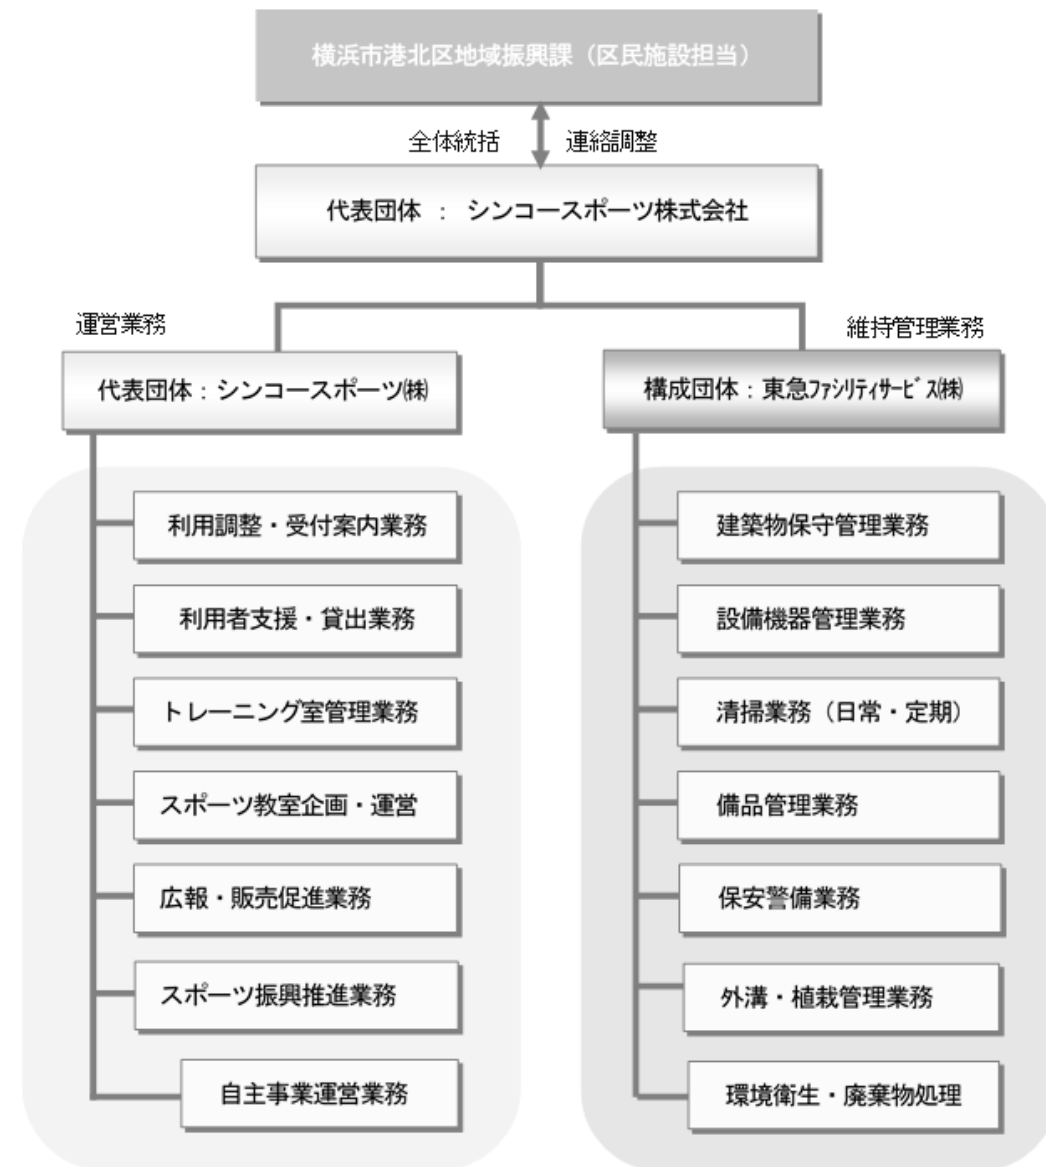 横浜市港北区地域振興課（区民施設担当）
全体統括　連絡調整
代表団体 ： シンコースポーツ株式会社
運営業務
代表団体：シンコースポーツ㈱
利用調整・受付案内業務
利用者支援・貸出業務
トレーニング室管理業務
スポーツ教室企画・運営
広報・販売促進業務
スポーツ振興推進業務
自主事業運営業務
維持管理業務
構成団体：東急ﾌｧｼﾘﾃｨｻｰﾋﾞｽ㈱
建築物保守管理業務
設備機器管理業務
清掃業務（日常・定期）
備品管理業務
保安警備業務
外溝・植栽管理業務
環境衛生・廃棄物処理